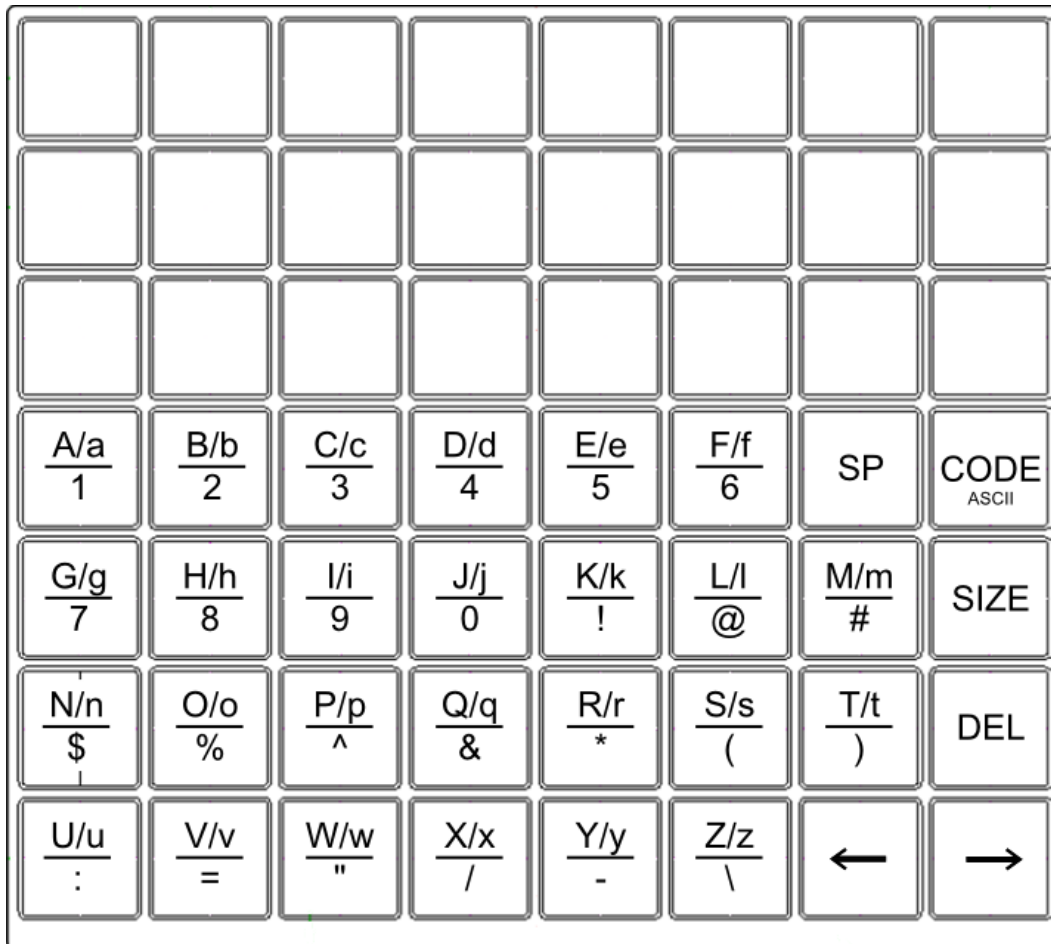 A/a B/b C/c D/d E/e F/f SP CODE
1 2 3 4 5 6 ASCII
G/g H/h I/i J/j K/k L/l M/m SIZE
7 8 9 0 ! @ #
N/n O/o P/p Q/q R/r S/s T/t DEL
$ % ^ & * ( )
U/u V/v W/w X/x Y/y Z/z ← →
: = " / - \